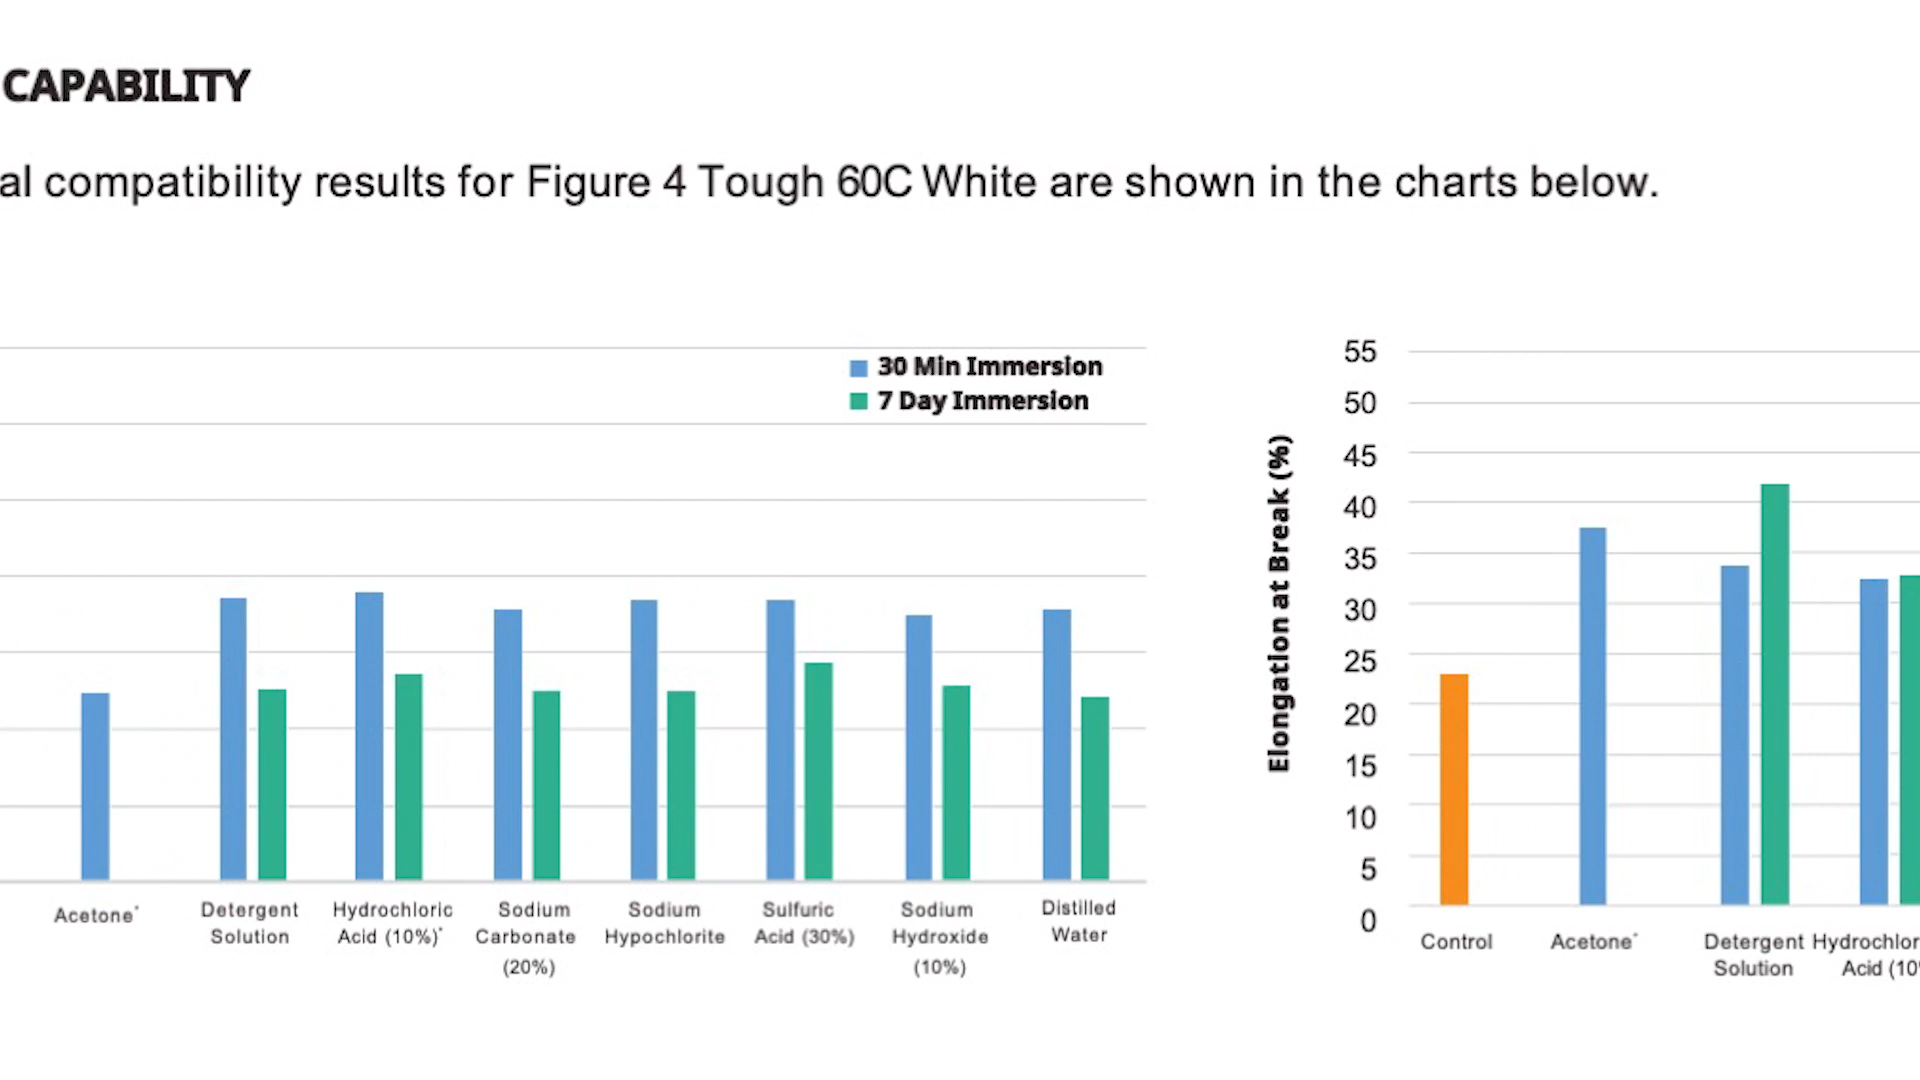 CAPABILITY
al compatibility results for Figure 4 Tough 60C White are shown in the charts below.
30 Min Immersion
7 Day Immersion
Acetone*
Detergent
Solution
Hydrochloric
Acid (10%)*
Sodium
Carbonate
(20%)
Sodium
Hypochlorite
Sulfuric
Acid (30%)
Sodium
Hydroxide
(10%)
Distilled
Water
Elongation at Break (%)
55
50
45
40
35
30
25
20
15
10
5
0
Control
Acetone*
Detergent
Solution
Hydrochlor
Acid (10